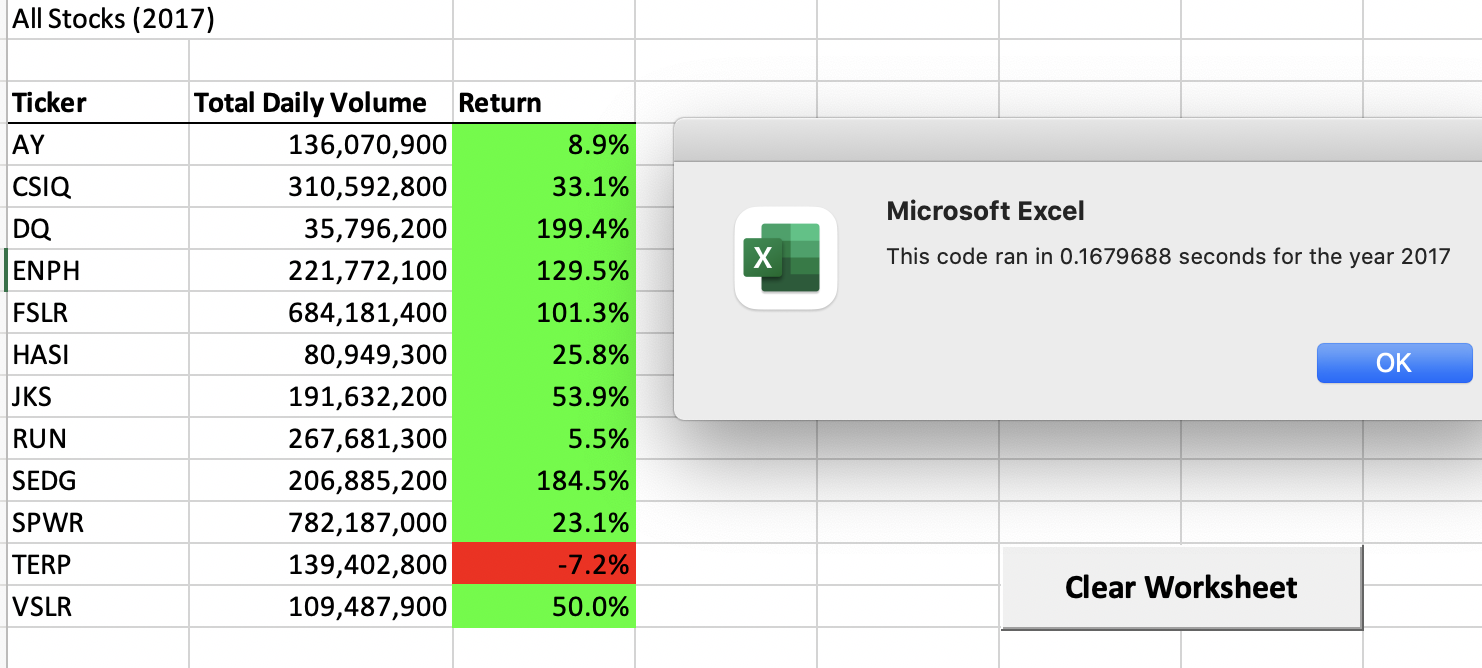 All Stocks (2017)
Ticker Total Daily Volume Return
AY 136,070,900 8.9%
CSIQ 310,592,800 33.1%
DQ 35,796,200 199.4%
ENPH 221,772,100 129.5%
FSLR 684,181,400 101.3%
HASI 80,949,300 25.8%
JKS 191,632,200 53.9%
RUN 267,681,300 5.5%
SEDG 206,885,200 184.5%
SPWR 782,187,000 23.1%
TERP 139,402,800 -7.2%
VSLR 109,487,900 50.0%
X
Microsoft Excel
This code ran in 0.1679688 seconds for the year 2017
OK
Clear Worksheet